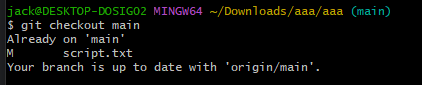 jack@DESKTOP-DOSIGO2 MINGW64 ~/Downloads/aaa/aaa (main)
$ git checkout main
Already on 'main'
M       script.txt
Your branch is up to date with 'origin/main'.